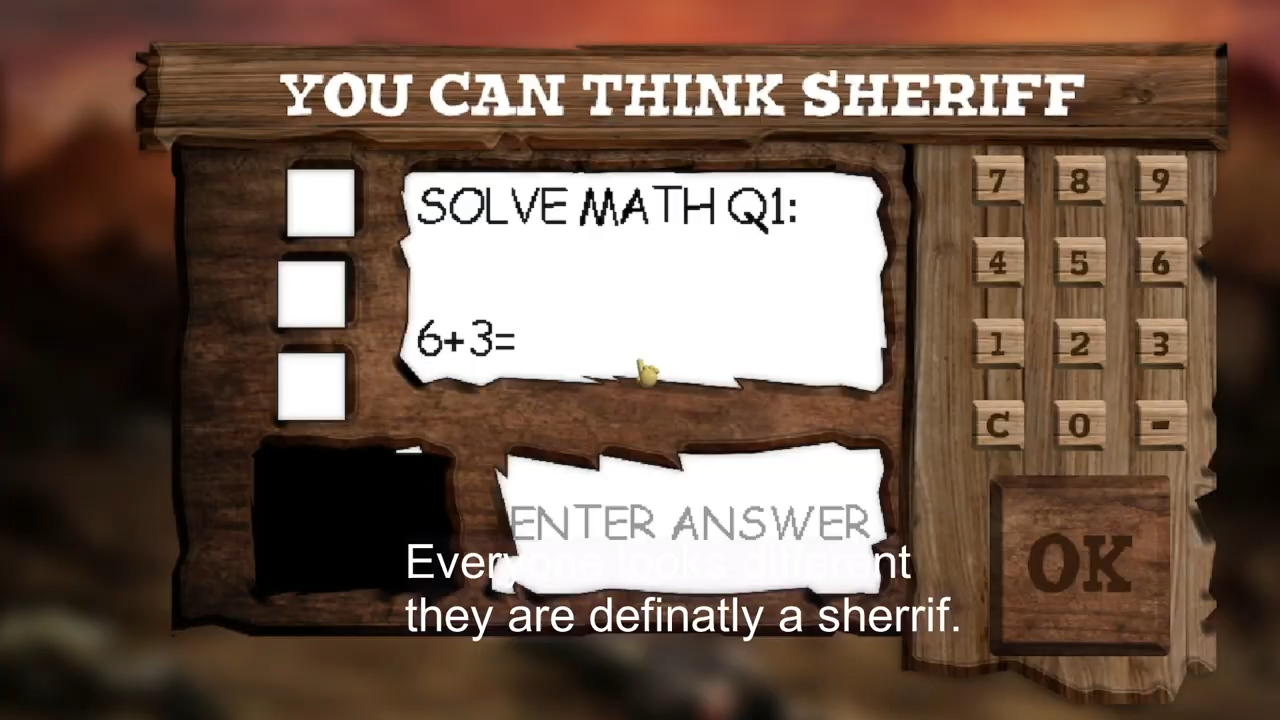 YOU CAN THINK SHERIFF
SOLVE MATH Q1:
6+3=
7 8 9
4 5 6
1 2 3
C 0 -
ENTER ANSWER
OK
Everyone looks different
they are definatly a sherrif.